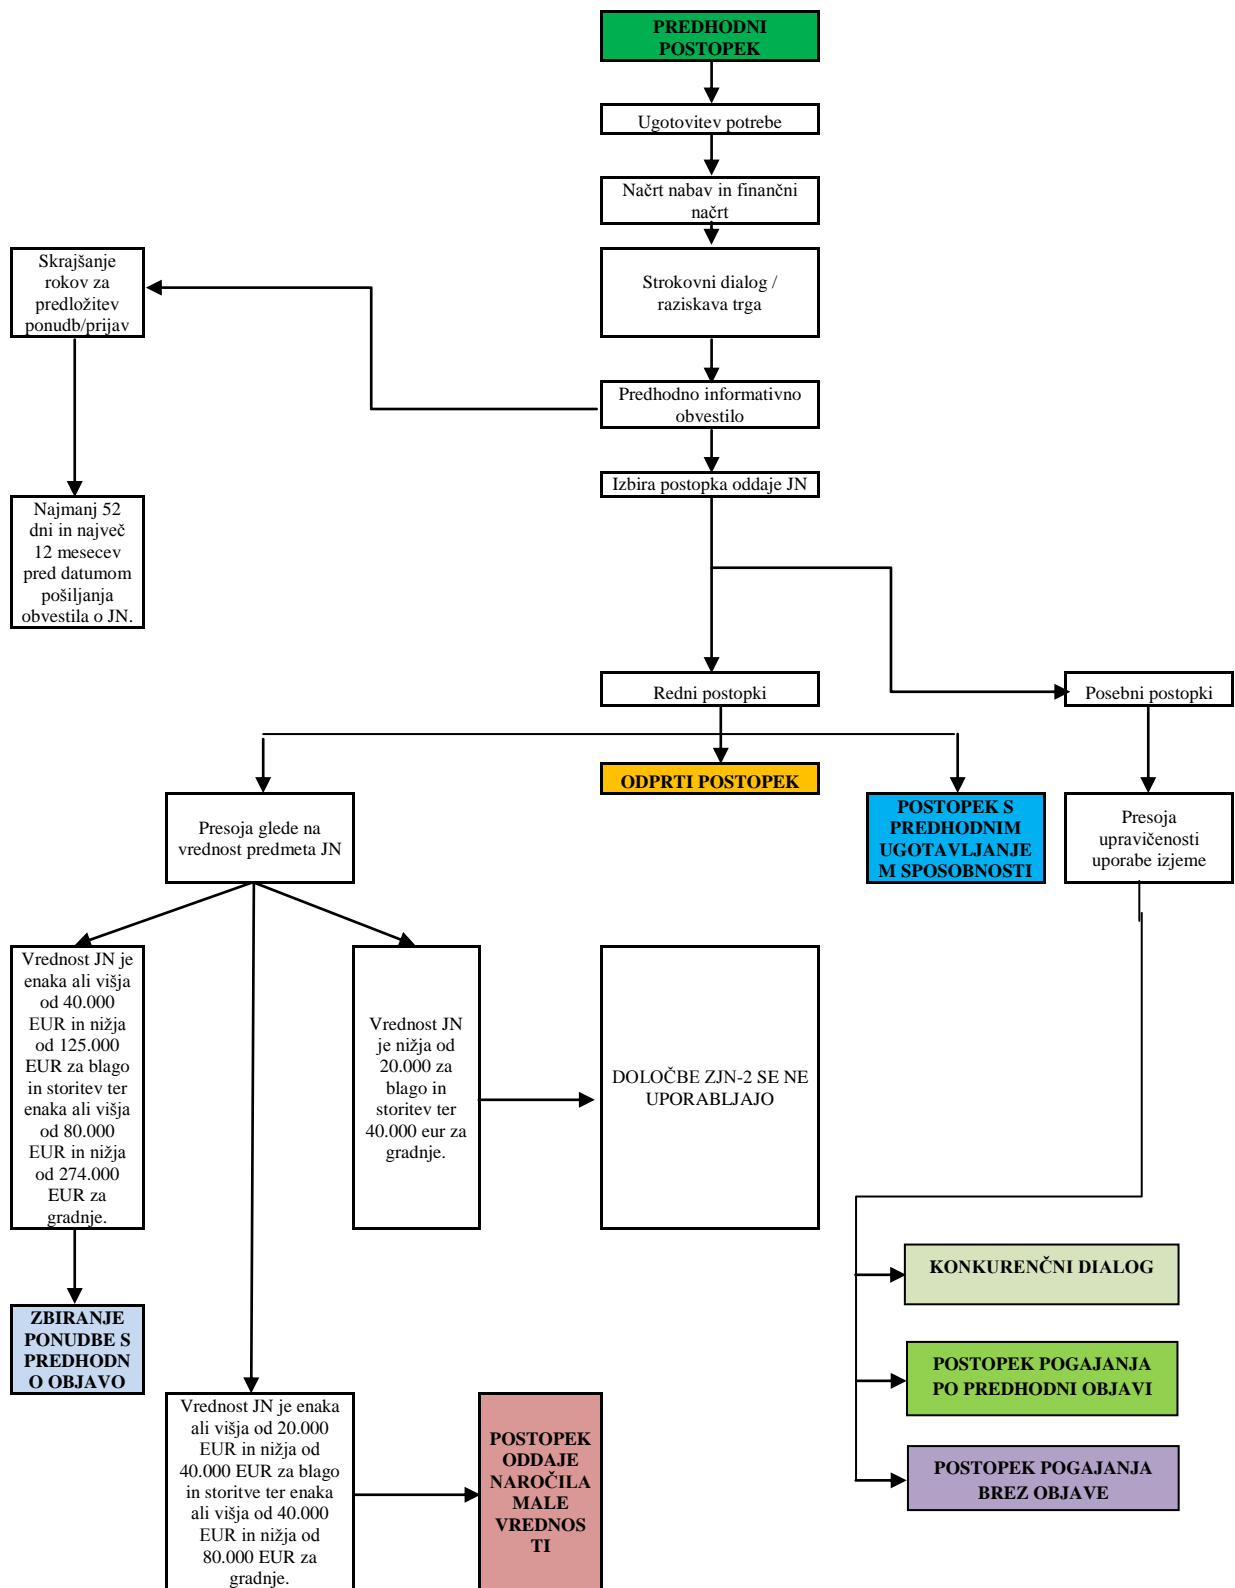 PREDHODNI
POSTOPEK
Ugotovitev potrebe
Načrt nabav in finančni
načrt
Strokovni dialog /
raziskava trga
Skrajšanje
rokov za
predložitev
ponudb/prijav
Predhodno informativno
obvestilo
Izbira postopka oddaje JN
Najmanj 52
dni in največ
12 mesecev
pred datumom
pošiljanja
obvestila o JN.
Redni postopki
Posebni postopki
ODPRTI POSTOPEK
Presoja glede na
vrednost predmeta JN
POSTOPEK S
PREDHODNIM
UGOTAVLJANJE
M SPOSOBNOSTI
Presoja
upravičenosti
uporabe izjeme
Vrednost JN je
enaka ali višja
od 40.000
EUR in nižja
od 125.000
EUR za blago
in storitev ter
enaka ali višja
od 80.000
EUR in nižja
od 274.000
EUR za
gradnje.
Vrednost JN
je nižja od
20.000 za
blago in
storitev ter
40.000 eur za
gradnje.
DOLOČBE ZJN-2 SE NE
UPORABLJAJO
KONKURENČNI DIALOG
ZBIRANJE
PONUDBE S
PREDHODN
O OBJAVO
POSTOPEK POGAJANJA
PO PREDHODNI OBJAVI
Vrednost JN je enaka
ali višja od 20.000
EUR in nižja od
40.000 EUR za blago
in storitve ter enaka
ali višja od 40.000
EUR in nižja od
80.000 EUR za
gradnje.
POSTOPEK
ODDAJE
NAROČILA
MALE
VREDNOS
TI
POSTOPEK POGAJANJA
BREZ OBJAVE